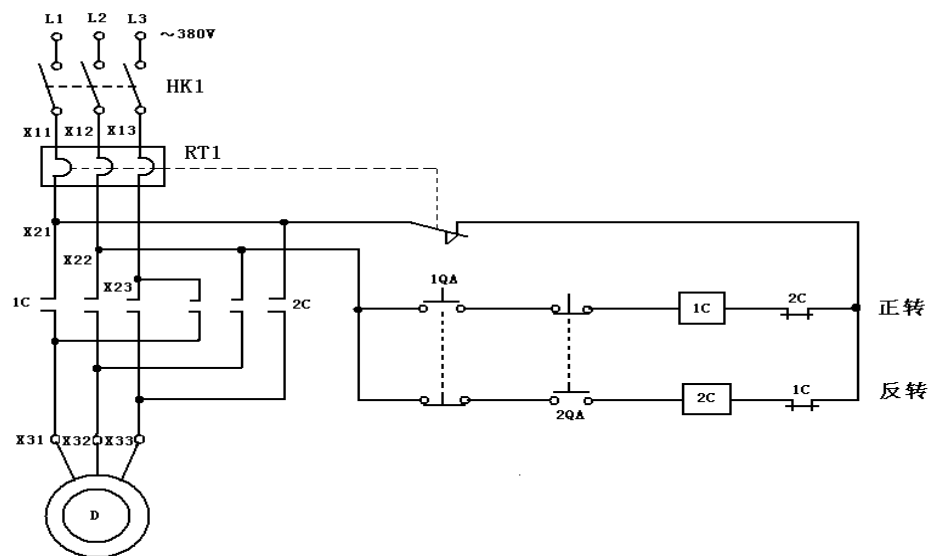 L1 L2 L3
～380V
HK1
X11 X12 X13
RT1
X21
X22
X23
1C
2C
1QA
1C
2C
正转
2QA
2C
1C
反转
X31 X32 X33
D